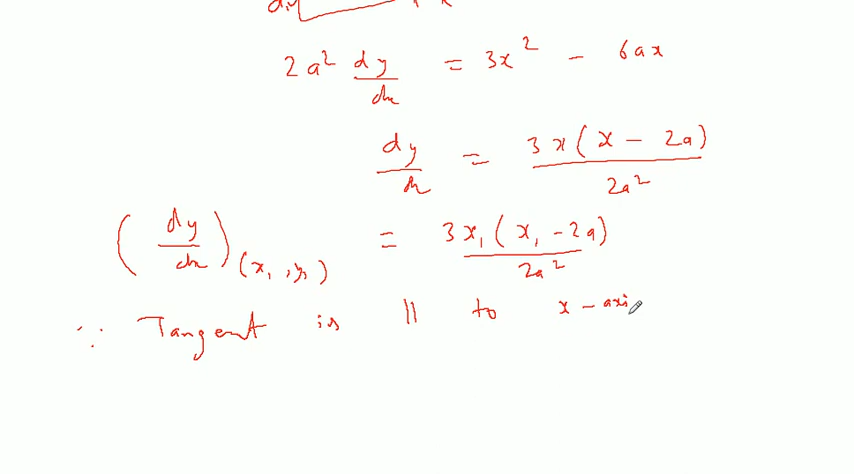 2a² dy/dx = 3x² - 6ax
dy/dx = 3x(x - 2a)/2a²
(dy/dx)(x₁, y₁) = 3x₁(x₁ - 2a)/2a²
∵ Tangent is || to x - axi